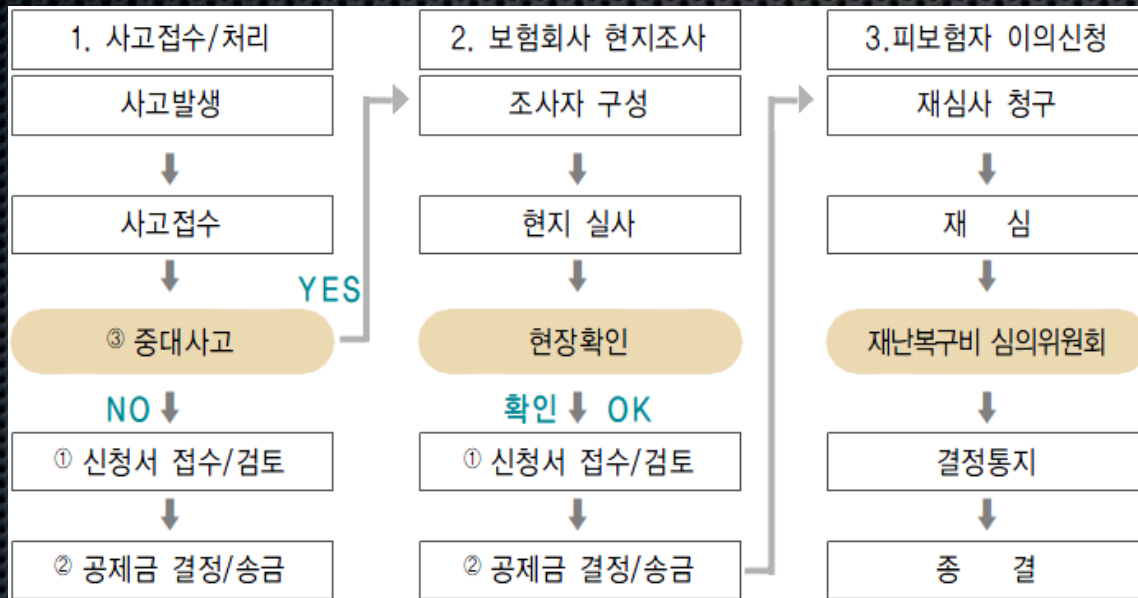 1. 사고접수/처리
사고발생
사고접수
YES
③ 중대사고
NO
① 신청서 접수/검토
② 공제금 결정/송금
2. 보험회사 현지조사
조사자 구성
현지 실사
현장확인
확인 OK
① 신청서 접수/검토
② 공제금 결정/송금
3.피보험자 이의신청
재심사 청구
재 심
재난복구비 심의위원회
결정통지
종 결